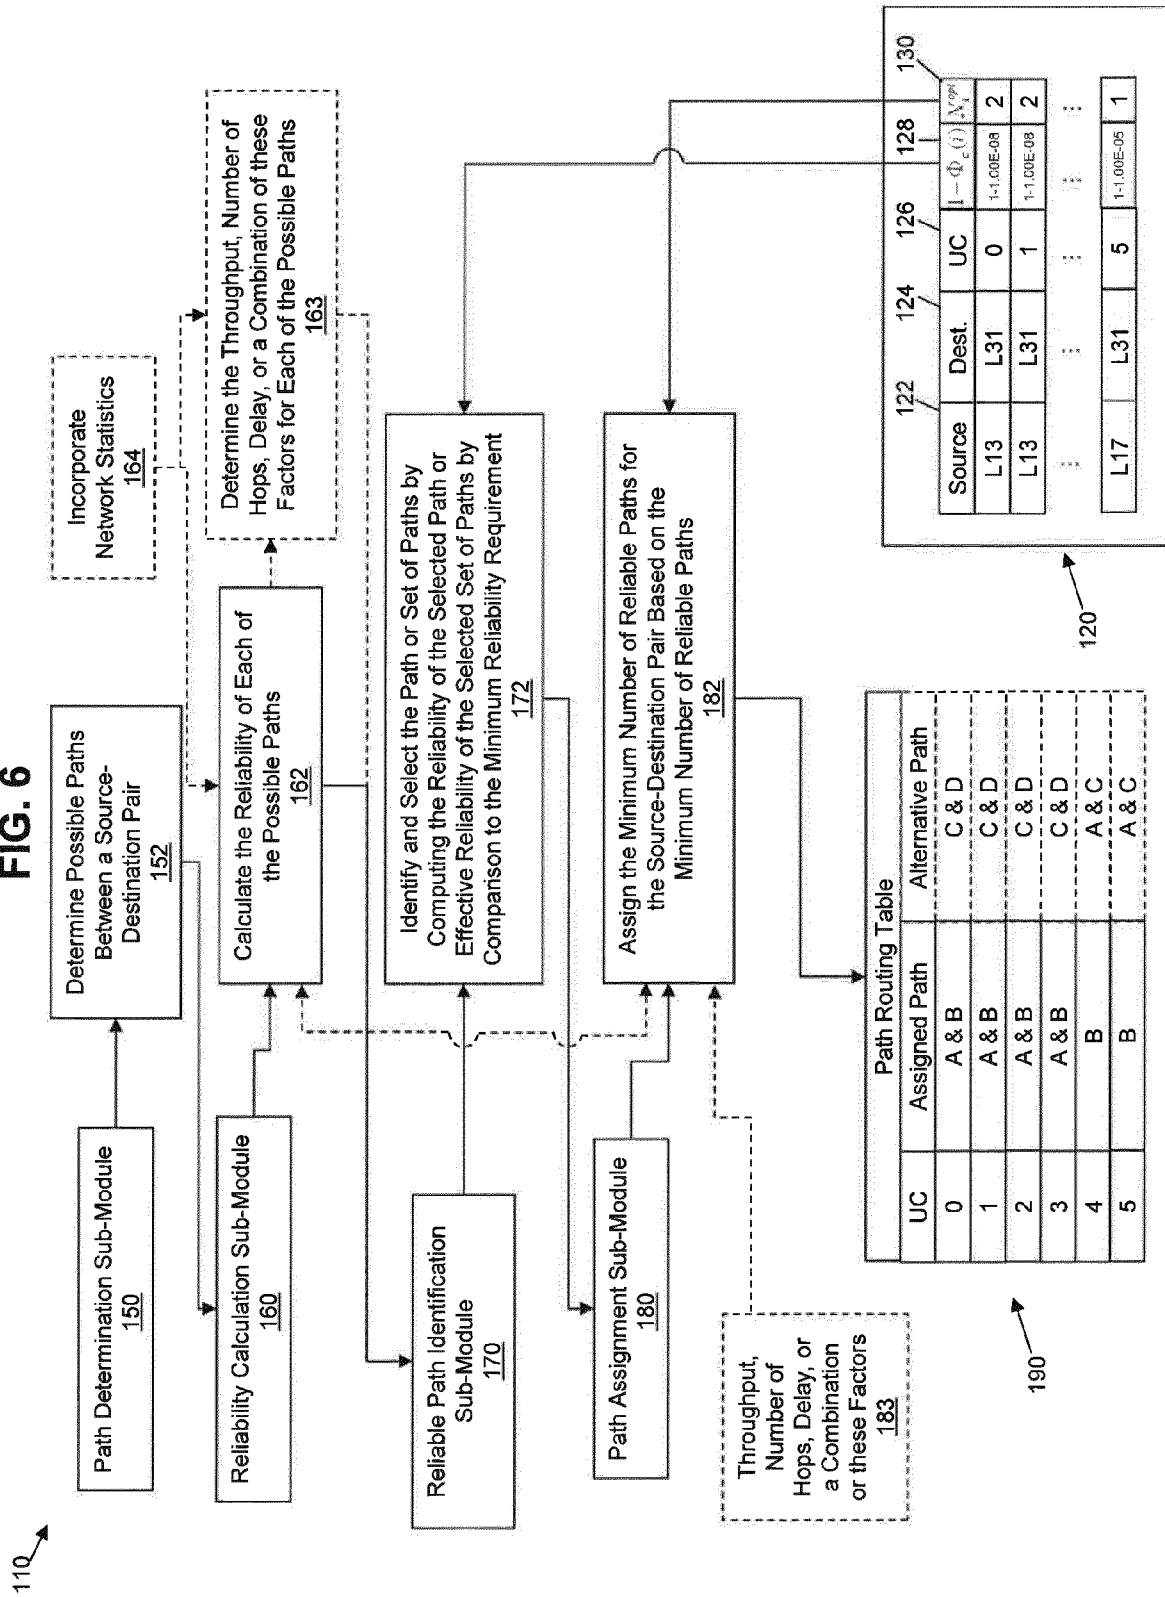 FIG. 6
110
Path Determination Sub-Module
150
Determine Possible Paths
Between a Source-
Destination Pair
152
Incorporate
Network Statistics
164
Reliability Calculation Sub-Module
160
Calculate the Reliability of Each of
the Possible Paths
162
Determine the Throughput, Number of
Hops, Delay, or a Combination of these
Factors for Each of the Possible Paths
163
Reliable Path Identification
Sub-Module
170
Identify and Select the Path or Set of Paths by
Computing the Reliability of the Selected Path or
Effective Reliability of the Selected Set of Paths by
Comparison to the Minimum Reliability Requirement
172
Path Assignment Sub-Module
180
Assign the Minimum Number of Reliable Paths for
the Source-Destination Pair Based on the
Minimum Number of Reliable Paths
182
Throughput,
Number of
Hops, Delay, or
a Combination
or these Factors
183
190
Path Routing Table
UC Assigned Path Alternative Path
0 A & B C & D
1 A & B C & D
2 A & B C & D
3 A & B C & D
4 B A & C
5 B A & C
120
122 124 126 128 130
Source Dest. UC 1-Φc(i) Ni^opt
L13 L31 0 1-1.00E-08 2
L13 L31 1 1-1.00E-08 2
⋮ ⋮ ⋮ ⋮ ⋮
L17 L31 5 1-1.00E-05 1